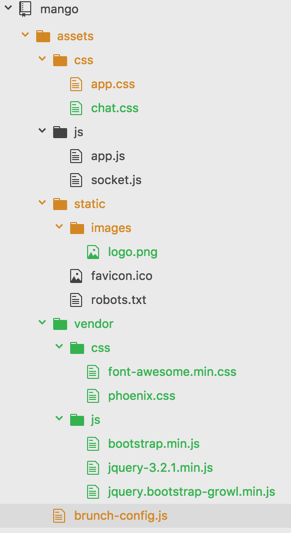 mango
assets
css
app.css
chat.css
js
app.js
socket.js
static
images
logo.png
favicon.ico
robots.txt
vendor
css
font-awesome.min.css
phoenix.css
js
bootstrap.min.js
jquery-3.2.1.min.js
jquery.bootstrap-growl.min.js
brunch-config.js